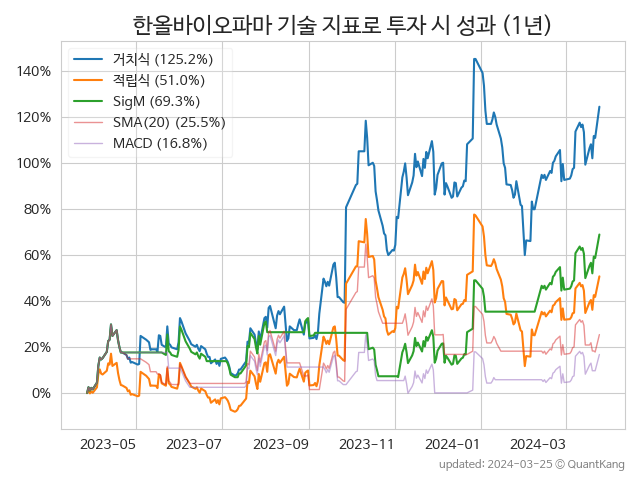 한올바이오파마 기술 지표로 투자 시 성과 (1년)
거치식 (125.2%)
적립식 (51.0%)
SigM (69.3%)
SMA(20) (25.5%)
MACD (16.8%)
140%
120%
100%
80%
60%
40%
20%
0%
2023-05 2023-07 2023-09 2023-11 2024-01 2024-03
updated: 2024-03-25 © QuantKang